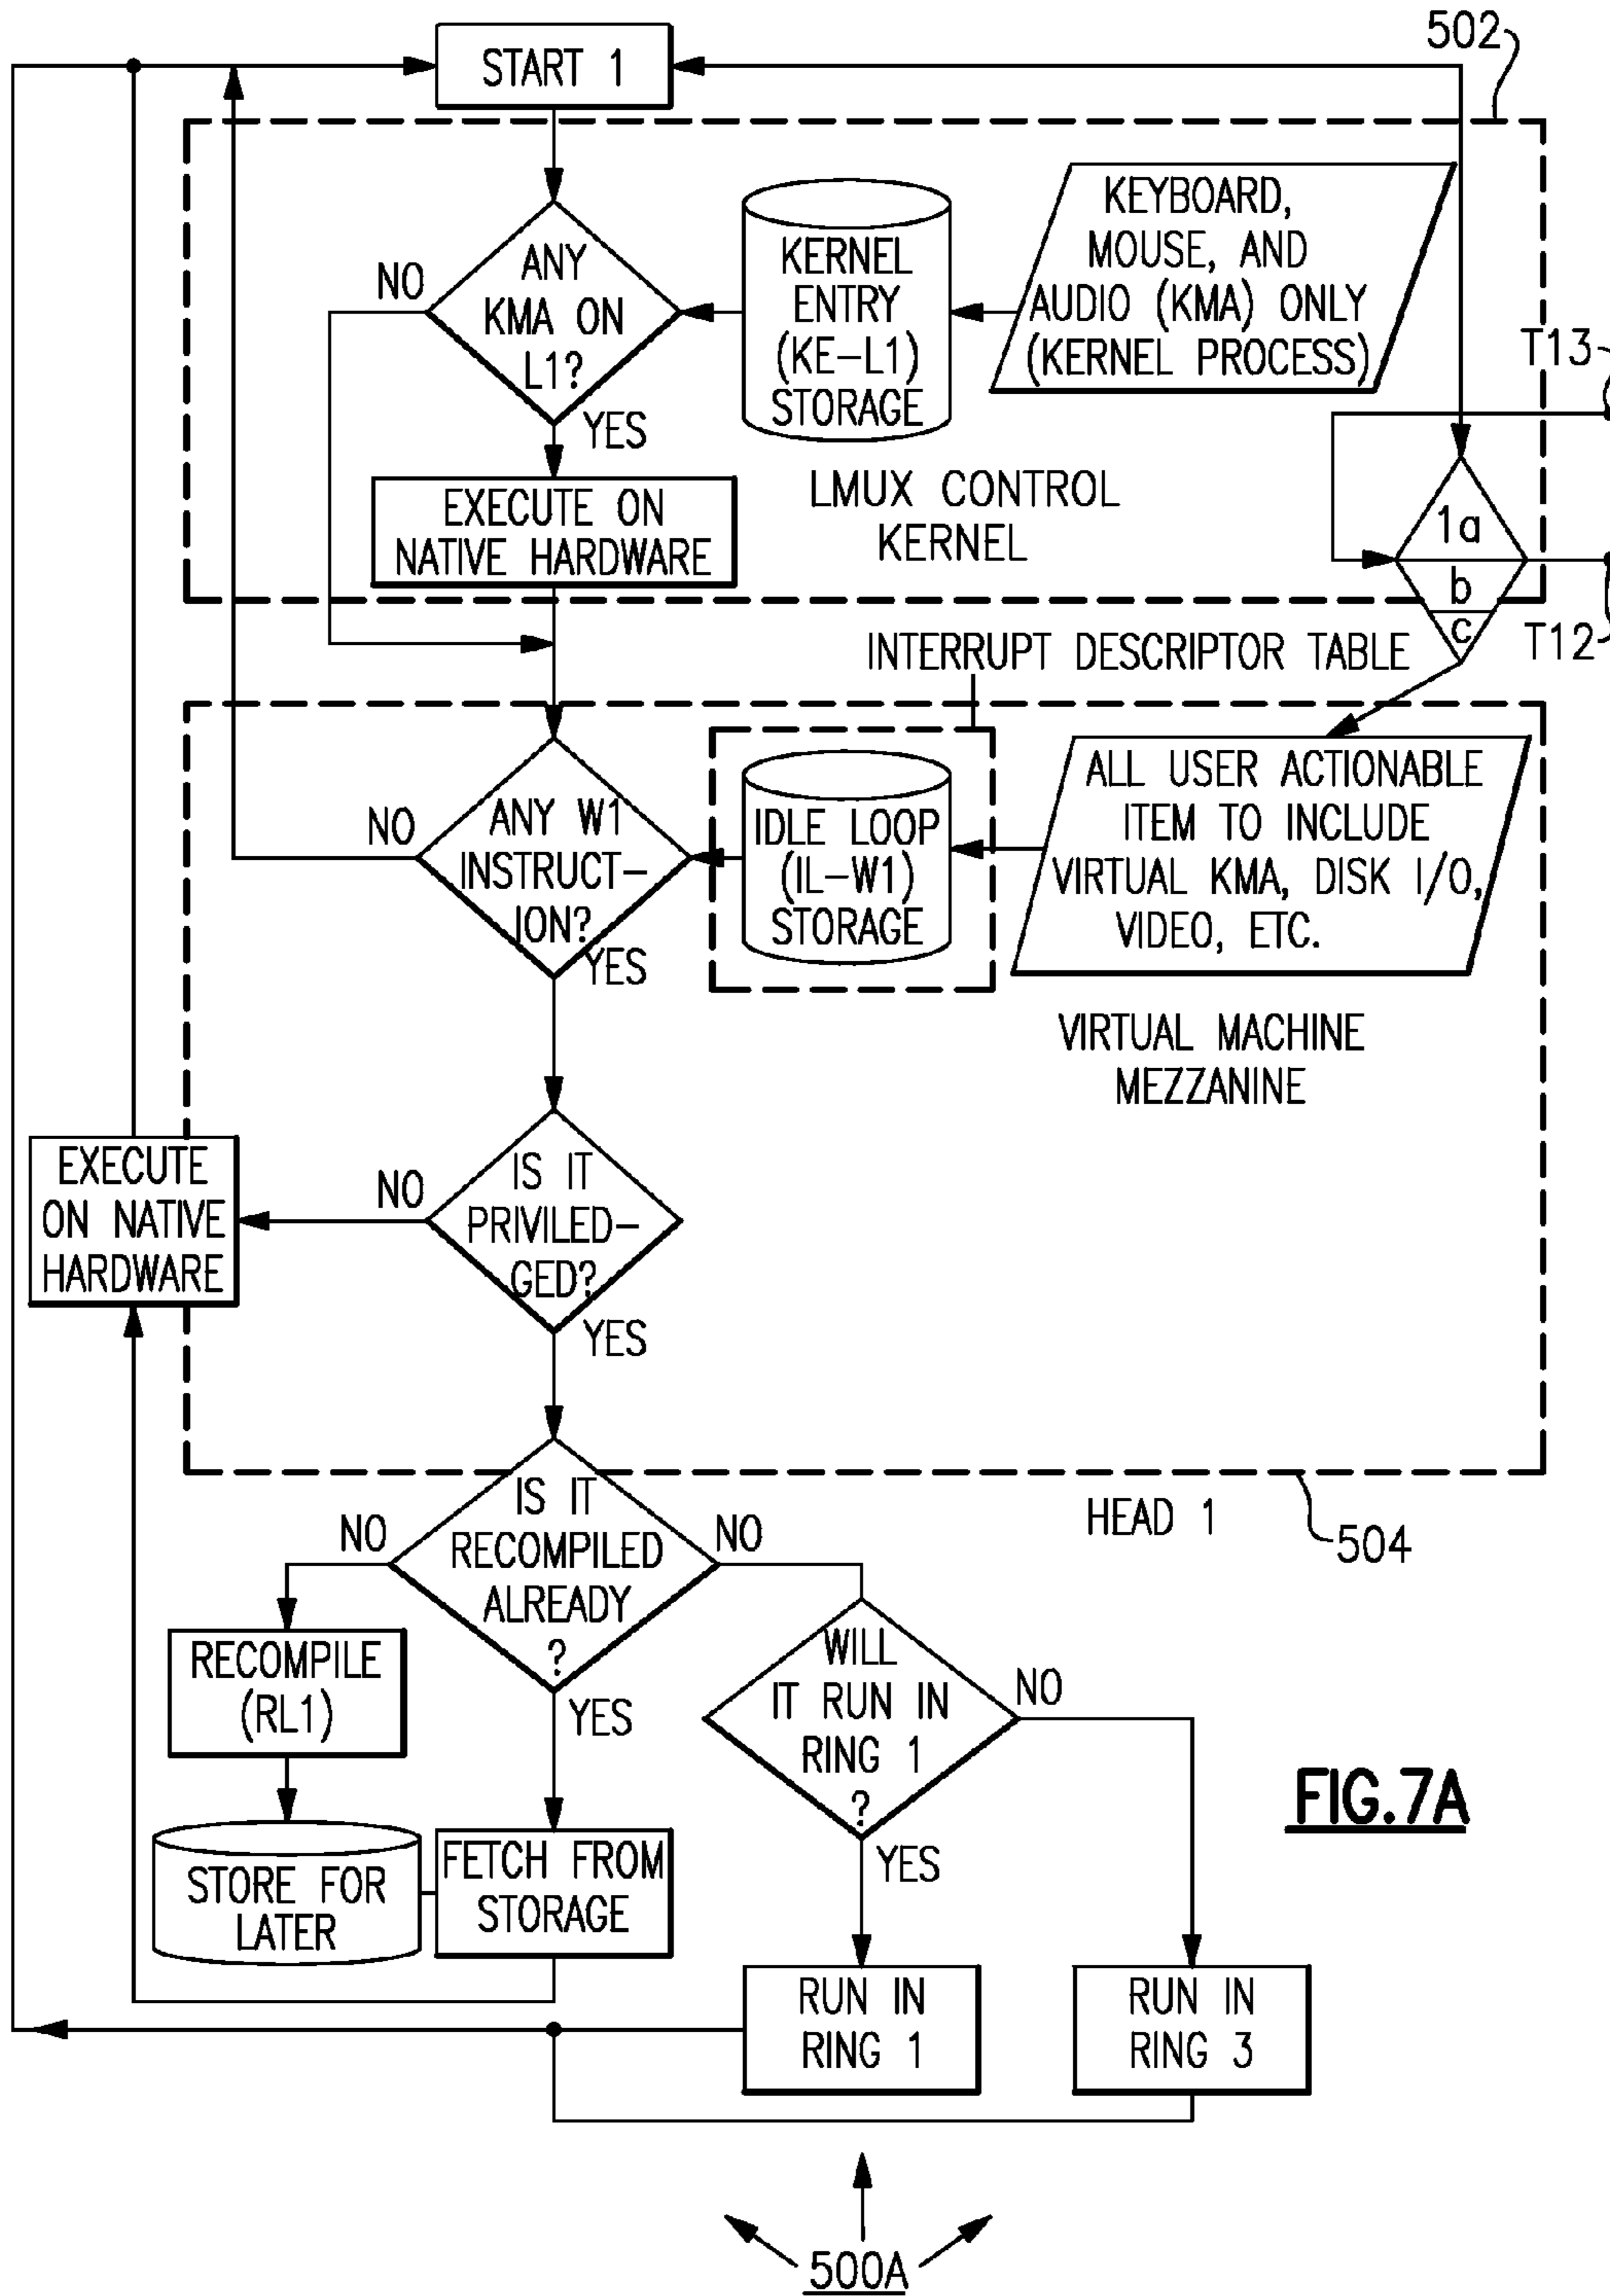 502
START 1
KEYBOARD,
MOUSE, AND
AUDIO (KMA) ONLY
(KERNEL PROCESS)
KERNEL
ENTRY
(KE-L1)
STORAGE
ANY
KMA ON
L1?
NO
YES
T13
EXECUTE ON
NATIVE HARDWARE
LMUX CONTROL
KERNEL
1a
b
c
T12
INTERRUPT DESCRIPTOR TABLE
ANY W1
INSTRUCT-
ION?
NO
YES
IDLE LOOP
(IL-W1)
STORAGE
ALL USER ACTIONABLE
ITEM TO INCLUDE
VIRTUAL KMA, DISK I/O,
VIDEO, ETC.
VIRTUAL MACHINE
MEZZANINE
EXECUTE
ON NATIVE
HARDWARE
NO
IS IT
PRIVILED-
GED?
YES
HEAD 1
504
NO
IS IT
RECOMPILED
ALREADY
?
NO
YES
RECOMPILE
(RL1)
WILL
IT RUN IN
RING 1
?
NO
YES
STORE FOR
LATER
FETCH FROM
STORAGE
RUN IN
RING 1
RUN IN
RING 3
FIG.7A
500A